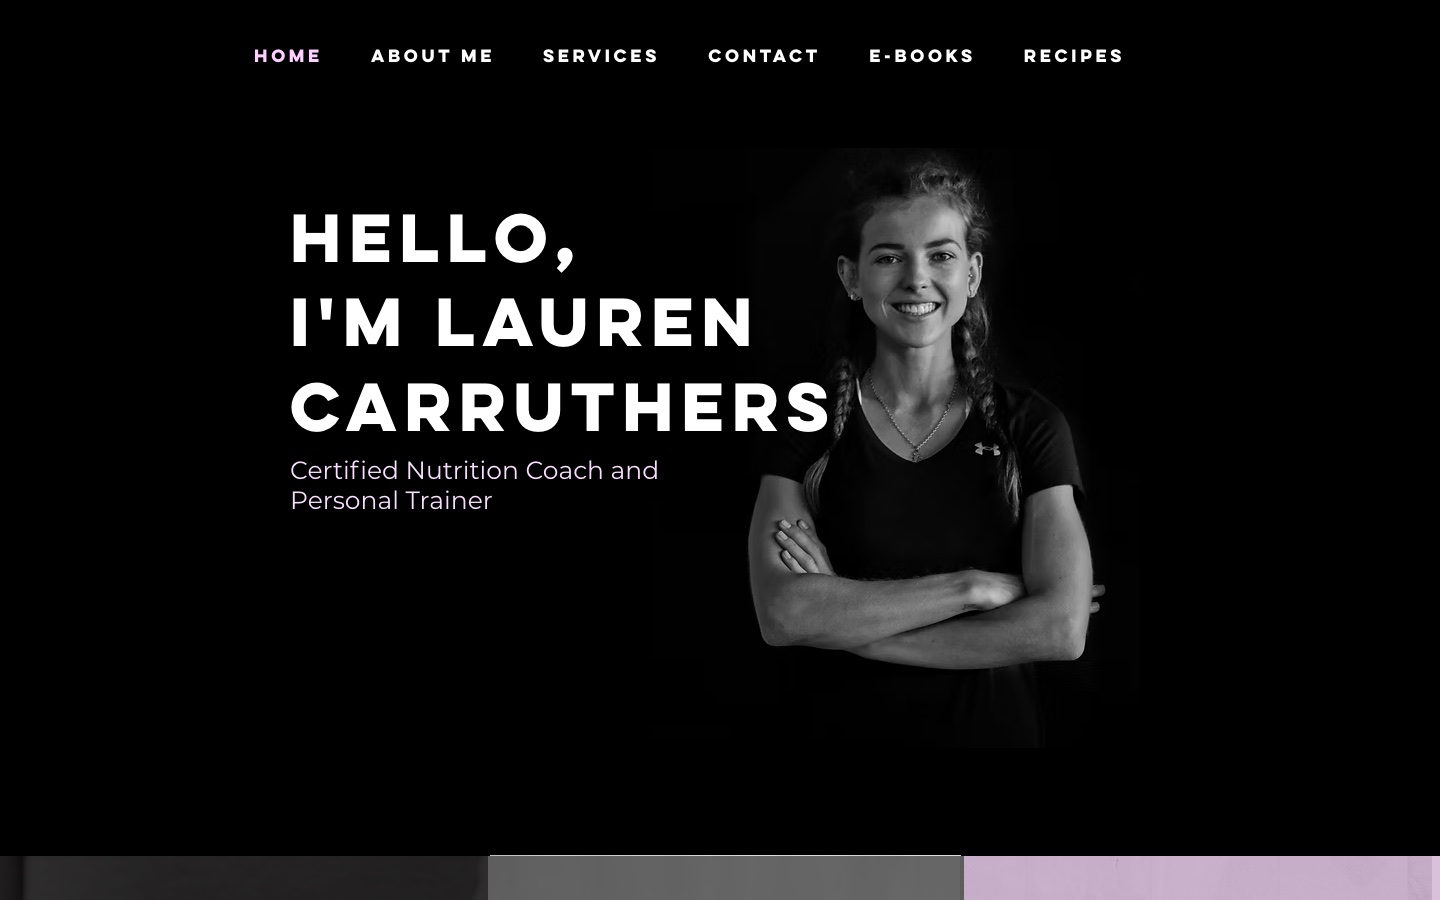 HOME
ABOUT ME
SERVICES
CONTACT
E-BOOKS
RECIPES
HELLO,
I'M LAUREN
CARRUTHERS
Certified Nutrition Coach and
Personal Trainer